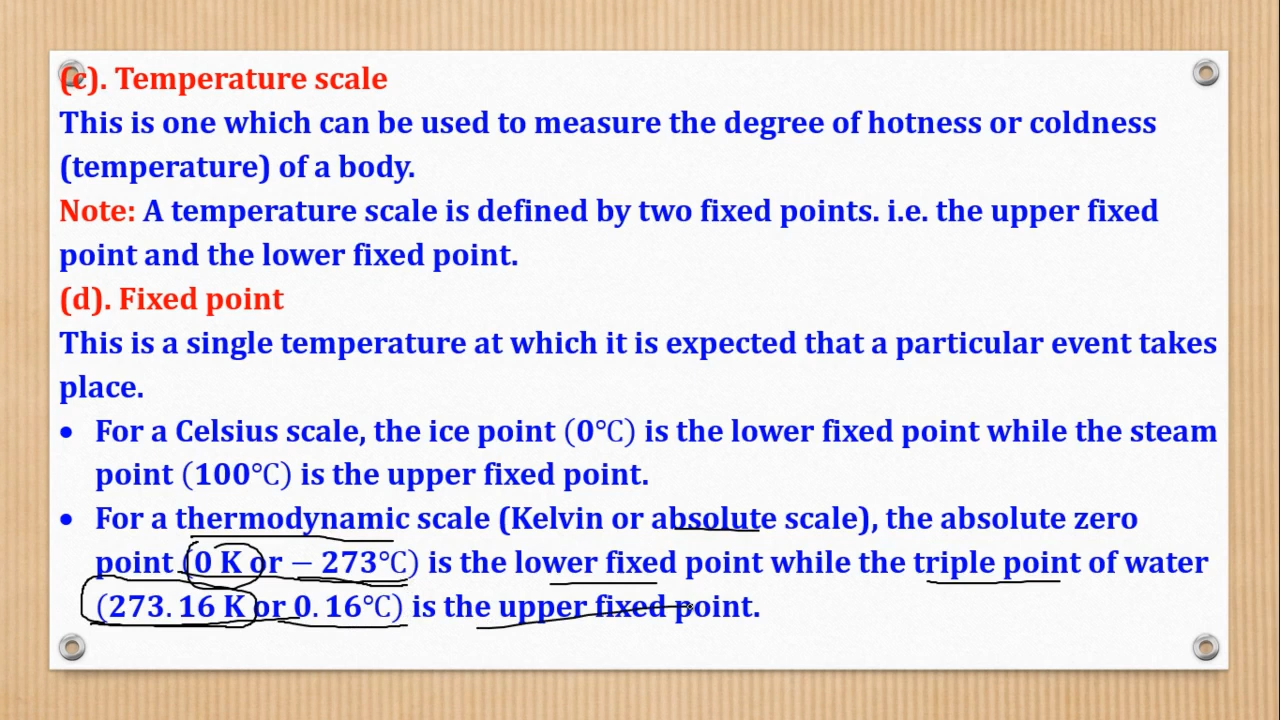 (c). Temperature scale
This is one which can be used to measure the degree of hotness or coldness
(temperature) of a body.
Note: A temperature scale is defined by two fixed points. i.e. the upper fixed
point and the lower fixed point.
(d). Fixed point
This is a single temperature at which it is expected that a particular event takes
place.
• For a Celsius scale, the ice point (0℃) is the lower fixed point while the steam
point (100℃) is the upper fixed point.
• For a thermodynamic scale (Kelvin or absolute scale), the absolute zero
point (0 K or − 273℃) is the lower fixed point while the triple point of water
(273. 16 K or 0. 16℃) is the upper fixed point.